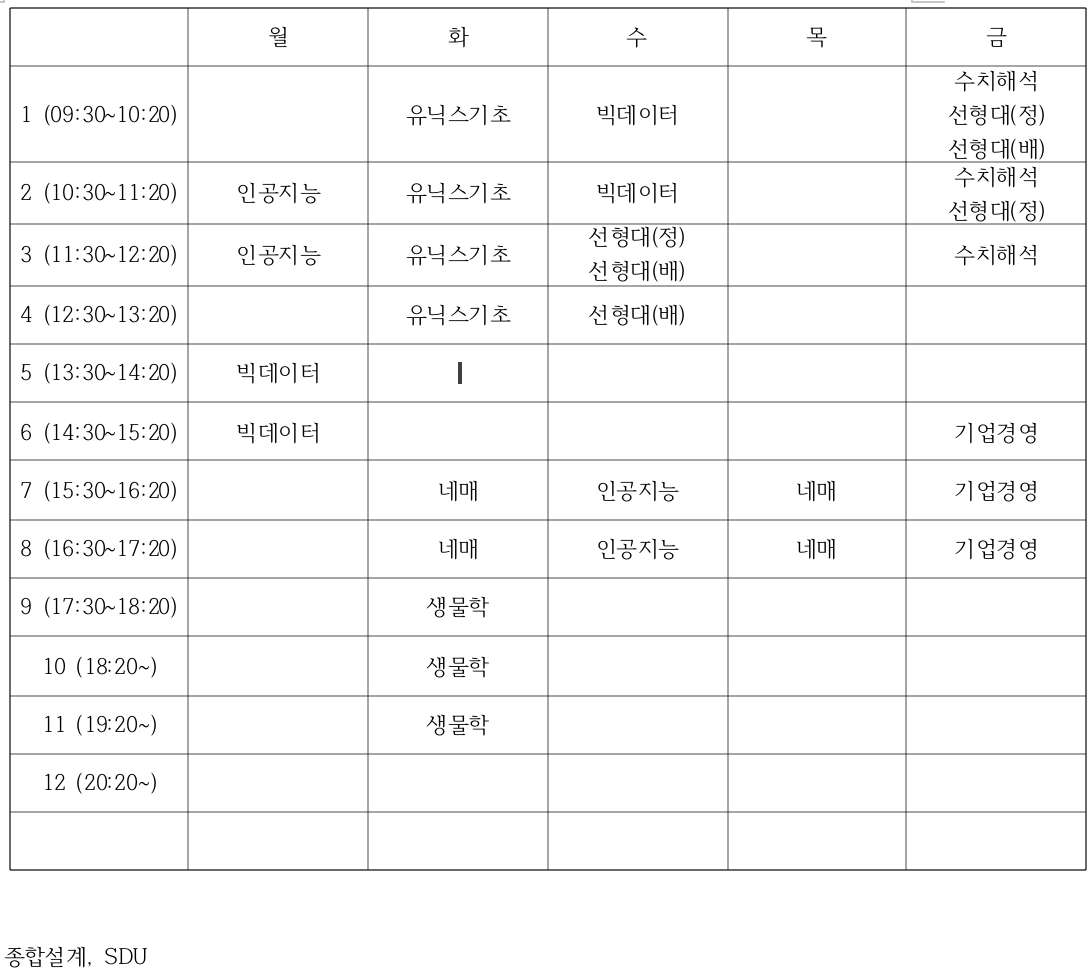 월 화 수 목 금
수치해석
1 (09:30~10:20) 유닉스기초 빅데이터 선형대(정)
선형대(배)
수치해석
2 (10:30~11:20) 인공지능 유닉스기초 빅데이터
선형대(정)
선형대(정)
3 (11:30~12:20) 인공지능 유닉스기초 수치해석
선형대(배)
4 (12:30~13:20) 유닉스기초 선형대(배)
5 (13:30~14:20) 빅데이터
6 (14:30~15:20) 빅데이터 기업경영
7 (15:30~16:20) 네매 인공지능 네매 기업경영
8 (16:30~17:20) 네매 인공지능 네매 기업경영
9 (17:30~18:20) 생물학
10 (18:20~) 생물학
11 (19:20~) 생물학
12 (20:20~)
종합설계, SDU